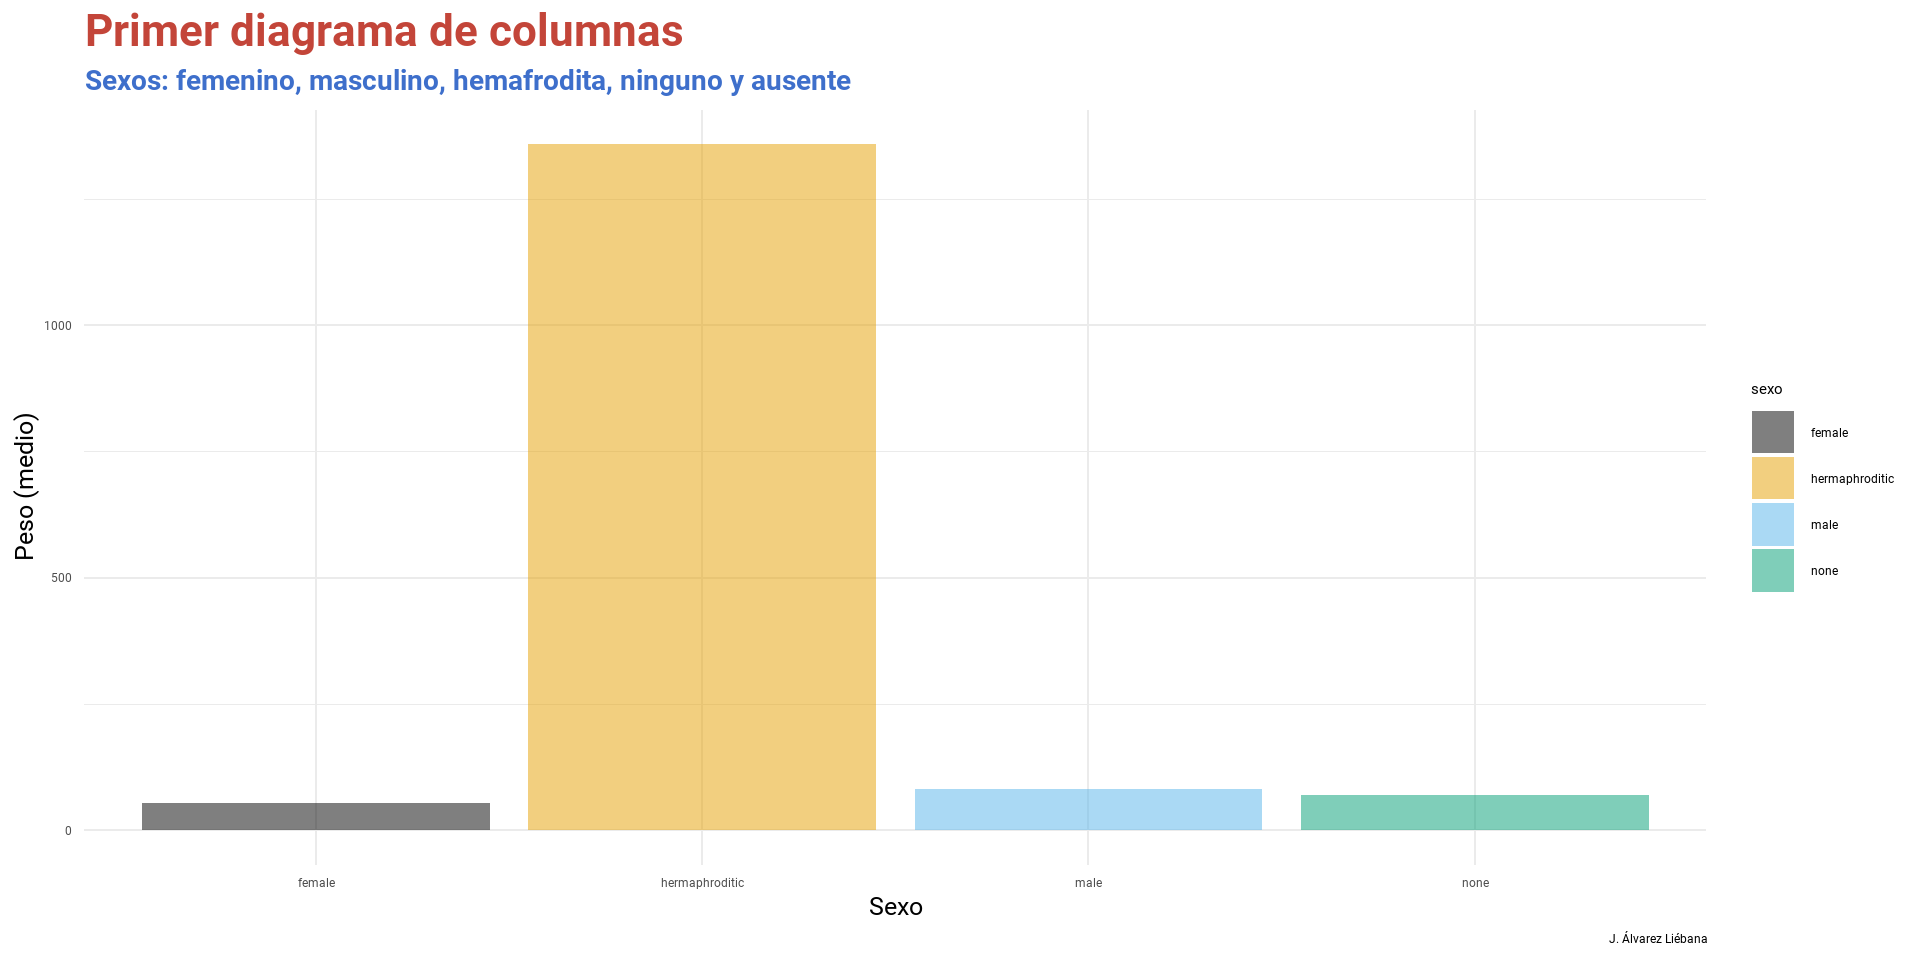 Primer diagrama de columnas
Sexos: femenino, masculino, hemafrodita, ninguno y ausente
Peso (medio)
1000
500
0
female
hermaphroditic
male
none
Sexo
sexo
female
hermaphroditic
male
none
J. Álvarez Liébana